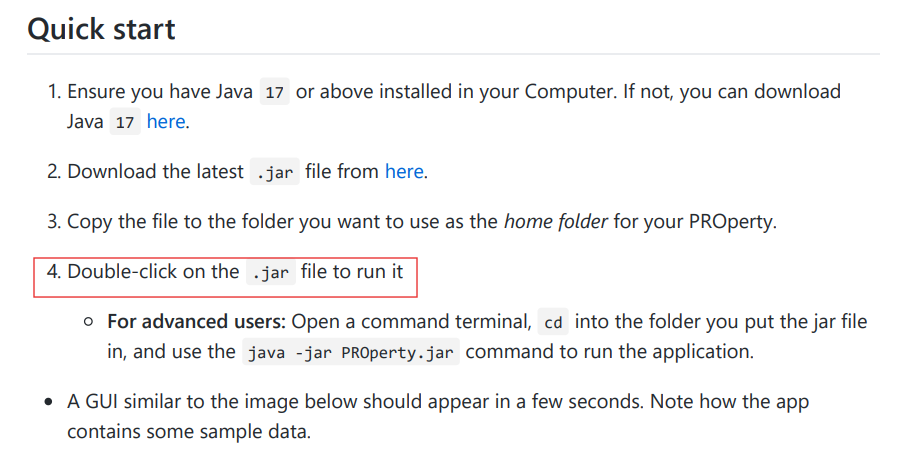 Quick start
1. Ensure you have Java 17 or above installed in your Computer. If not, you can download
Java 17 here.
2. Download the latest .jar file from here.
3. Copy the file to the folder you want to use as the home folder for your PROperty.
4. Double-click on the .jar file to run it
For advanced users: Open a command terminal, cd into the folder you put the jar file
in, and use the java -jar PROperty.jar command to run the application.
A GUI similar to the image below should appear in a few seconds. Note how the app
contains some sample data.